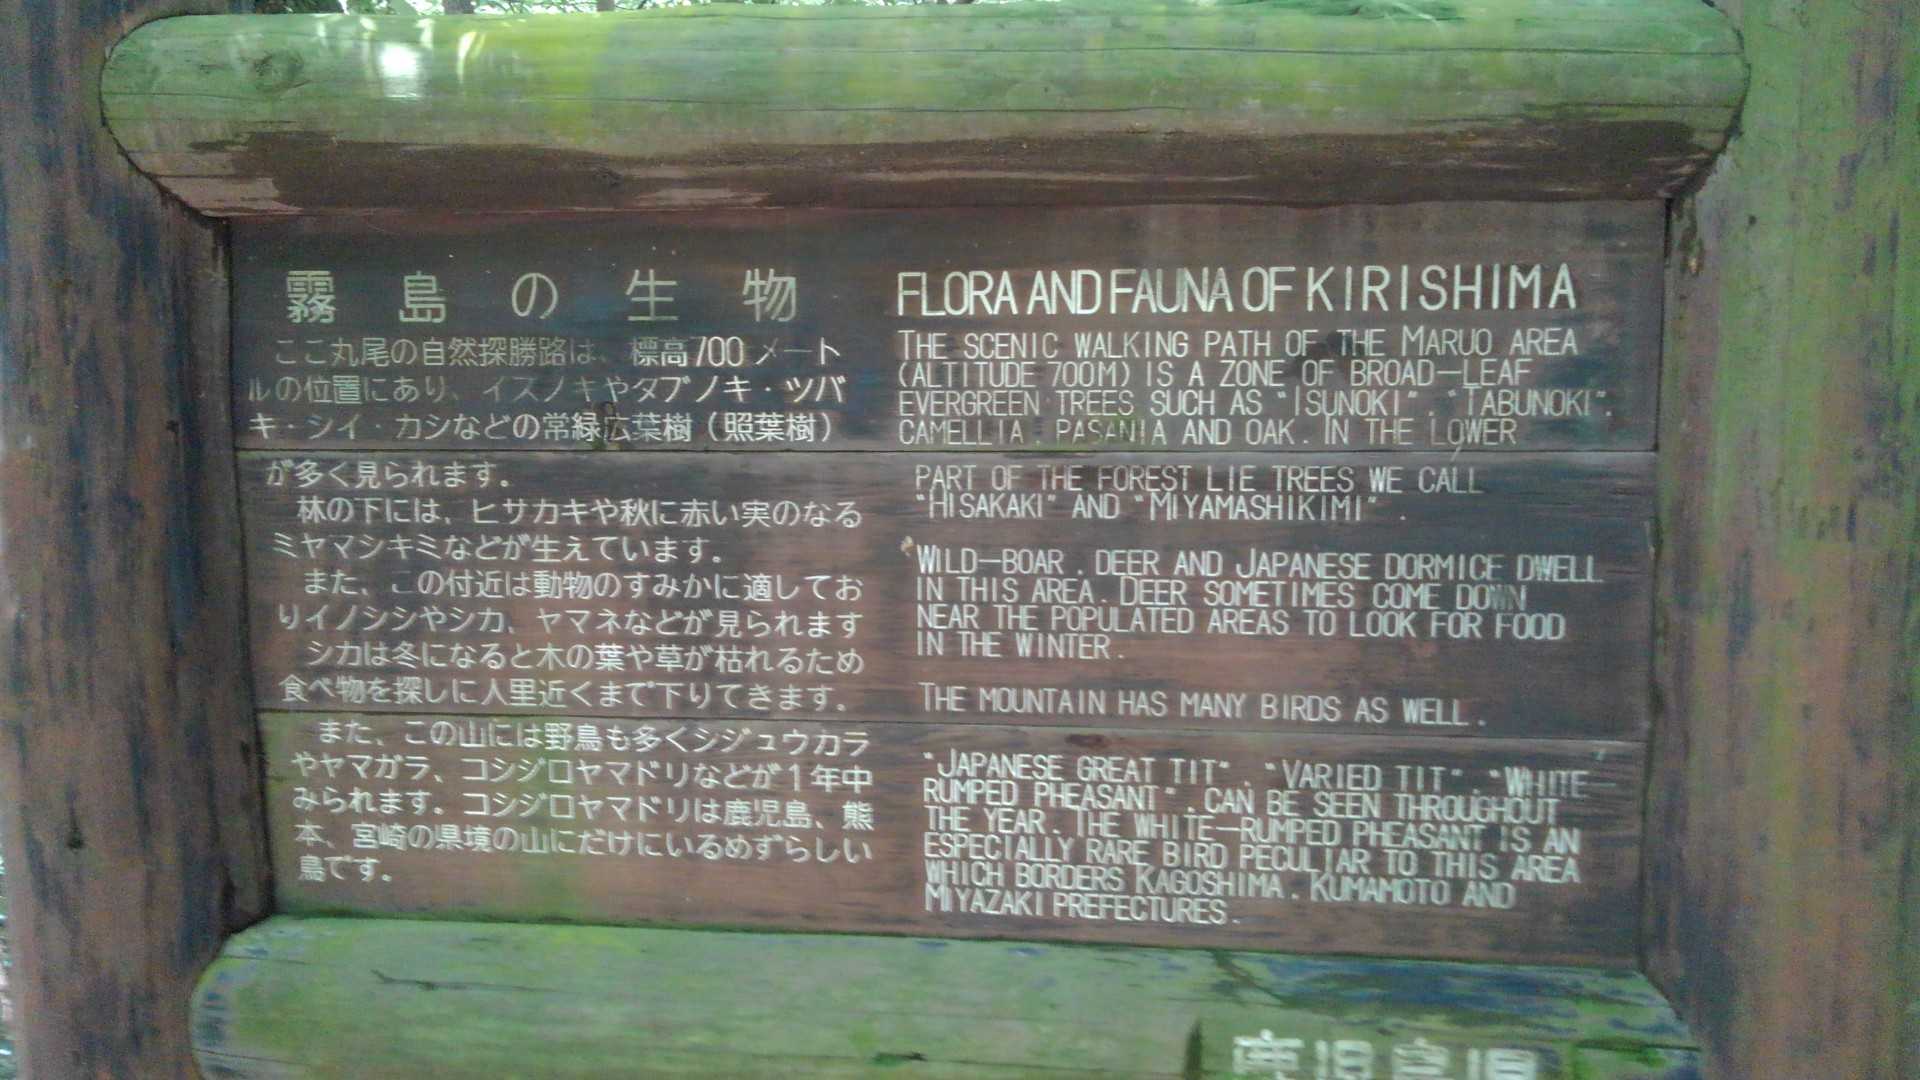 霧島の生物
ここ丸尾の自然探勝路は、標高700メート
ルの位置にあり、イスノキやタブノキ・ツバ
キ・シイ・カシなどの常緑広葉樹（照葉樹）
が多く見られます。
林の下には、ヒサカキや秋に赤い実のなる
ミヤマシキミなどが生えています。
また、この付近は動物のすみかに適してお
りイノシシやシカ、ヤマネなどが見られます
シカは冬になると木の葉や草が枯れるため
食べ物を探しに人里近くまで下りてきます。
また、この山には野鳥も多くシジュウカラ
やヤマガラ、コシジロヤマドリなどが1年中
みられます。コシジロヤマドリは鹿児島、熊
本、宮崎の県境の山にだけにいるめずらしい
鳥です。
FLORA AND FAUNA OF KIRISHIMA
THE SCENIC WALKING PATH OF THE MARUO AREA
(ALTITUDE 700M) IS A ZONE OF BROAD-LEAF
EVERGREEN TREES SUCH AS "ISUNOKI". "TABUNOKI".
CAMELLIA. PASANIA AND OAK. IN THE LOWER
PART OF THE FOREST LIE TREES WE CALL
"HISAKAKI" AND "MIYAMASHIKIMI".
WILD-BOAR. DEER AND JAPANESE DORMICE DWELL
IN THIS AREA. DEER SOMETIMES COME DOWN
NEAR THE POPULATED AREAS TO LOOK FOR FOOD
IN THE WINTER.
THE MOUNTAIN HAS MANY BIRDS AS WELL.
"JAPANESE GREAT TIT". "VARIED TIT". "WHITE-
RUMPED PHEASANT". CAN BE SEEN THROUGHOUT
THE YEAR. THE WHITE-RUMPED PHEASANT IS AN
ESPECIALLY RARE BIRD PECULIAR TO THIS AREA
WHICH BORDERS KAGOSHIMA. KUMAMOTO AND
MIYAZAKI PREFECTURES.